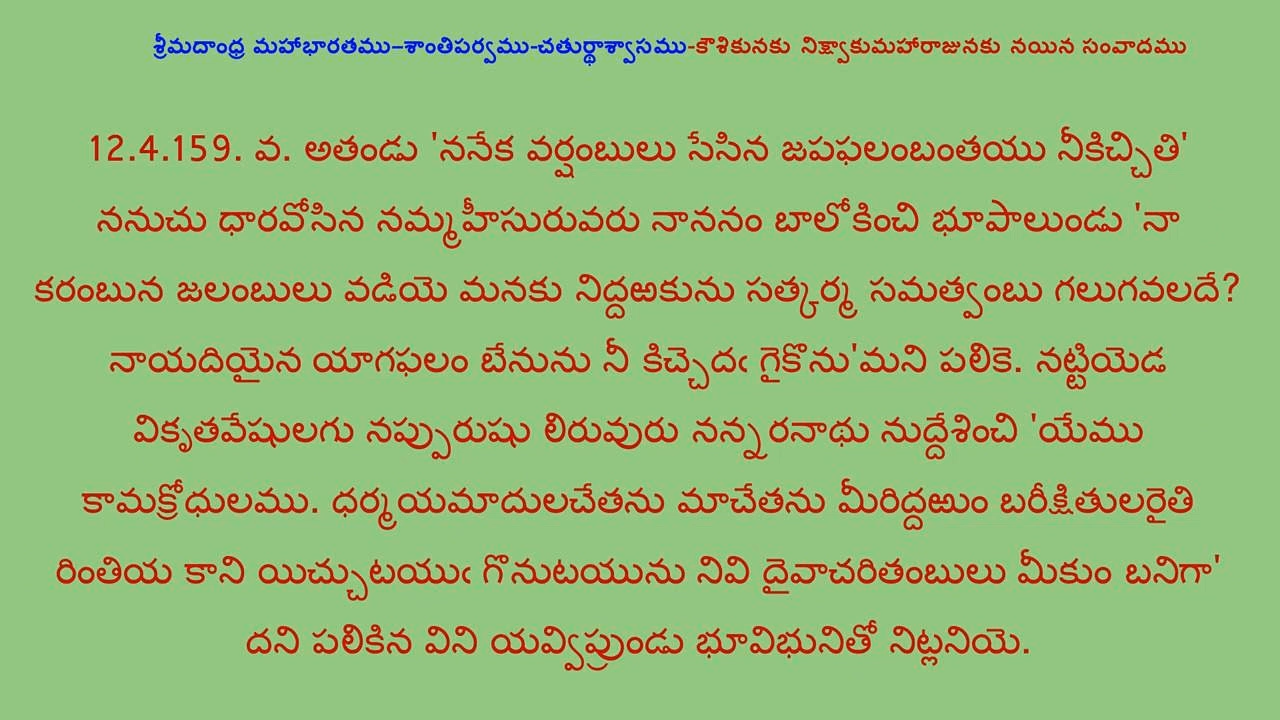 శ్రీమదాంధ్ర మహాభారతము–శాంతిపర్వము-చతుర్థాశ్వాసము-కౌశికునకు నిక్ష్వాకుమహారాజునకు నయిన సంవాదము
12.4.159. వ. అతండు 'ననేక వర్షంబులు సేసిన జపఫలంబంతయు నీకిచ్చితి'
ననుచు ధారవోసిన నమ్మహీసురువరు నాననం బాలోకించి భూపాలుండు 'నా
కరంబున జలంబులు వడియె మనకు నిద్దఱకును సత్కర్మ సమత్వంబు గలుగవలదే?
నాయదియైన యాగఫలం బేనును నీ కిచ్చెదఁ గైకొను'మని పలికె. నట్టియెడ
వికృతవేషులగు నప్పురుషు లిరువురు నన్నరనాథు నుద్దేశించి 'యేము
కామక్రోధులము. ధర్మయమాదులచేతను మాచేతను మీరిద్దఱుం బరీక్షితులరైతి
రింతియ కాని యిచ్చుటయుఁ గొనుటయును నివి దైవాచరితంబులు మీకుం బనిగా'
దని పలికిన విని యవ్విప్రుండు భూవిభునితో నిట్లనియె.